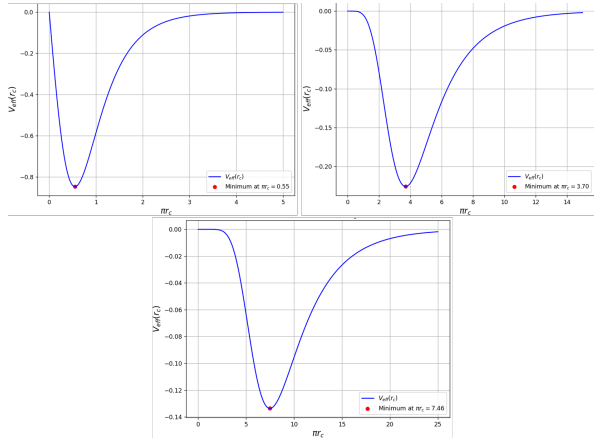 0.0
−0.2
−0.4
−0.6
−0.8
V_eff(r_c)
0 1 2 3 4 5
πr_c
V_eff(r_c)
Minimum at πr_c = 0.55
0.00
−0.05
−0.10
−0.15
−0.20
V_eff(r_c)
0 2 4 6 8 10 12 14
πr_c
V_eff(r_c)
Minimum at πr_c = 3.70
0.00
−0.02
−0.04
−0.06
−0.08
−0.10
−0.12
−0.14
V_eff(r_c)
0 5 10 15 20 25
πr_c
V_eff(r_c)
Minimum at πr_c = 7.46